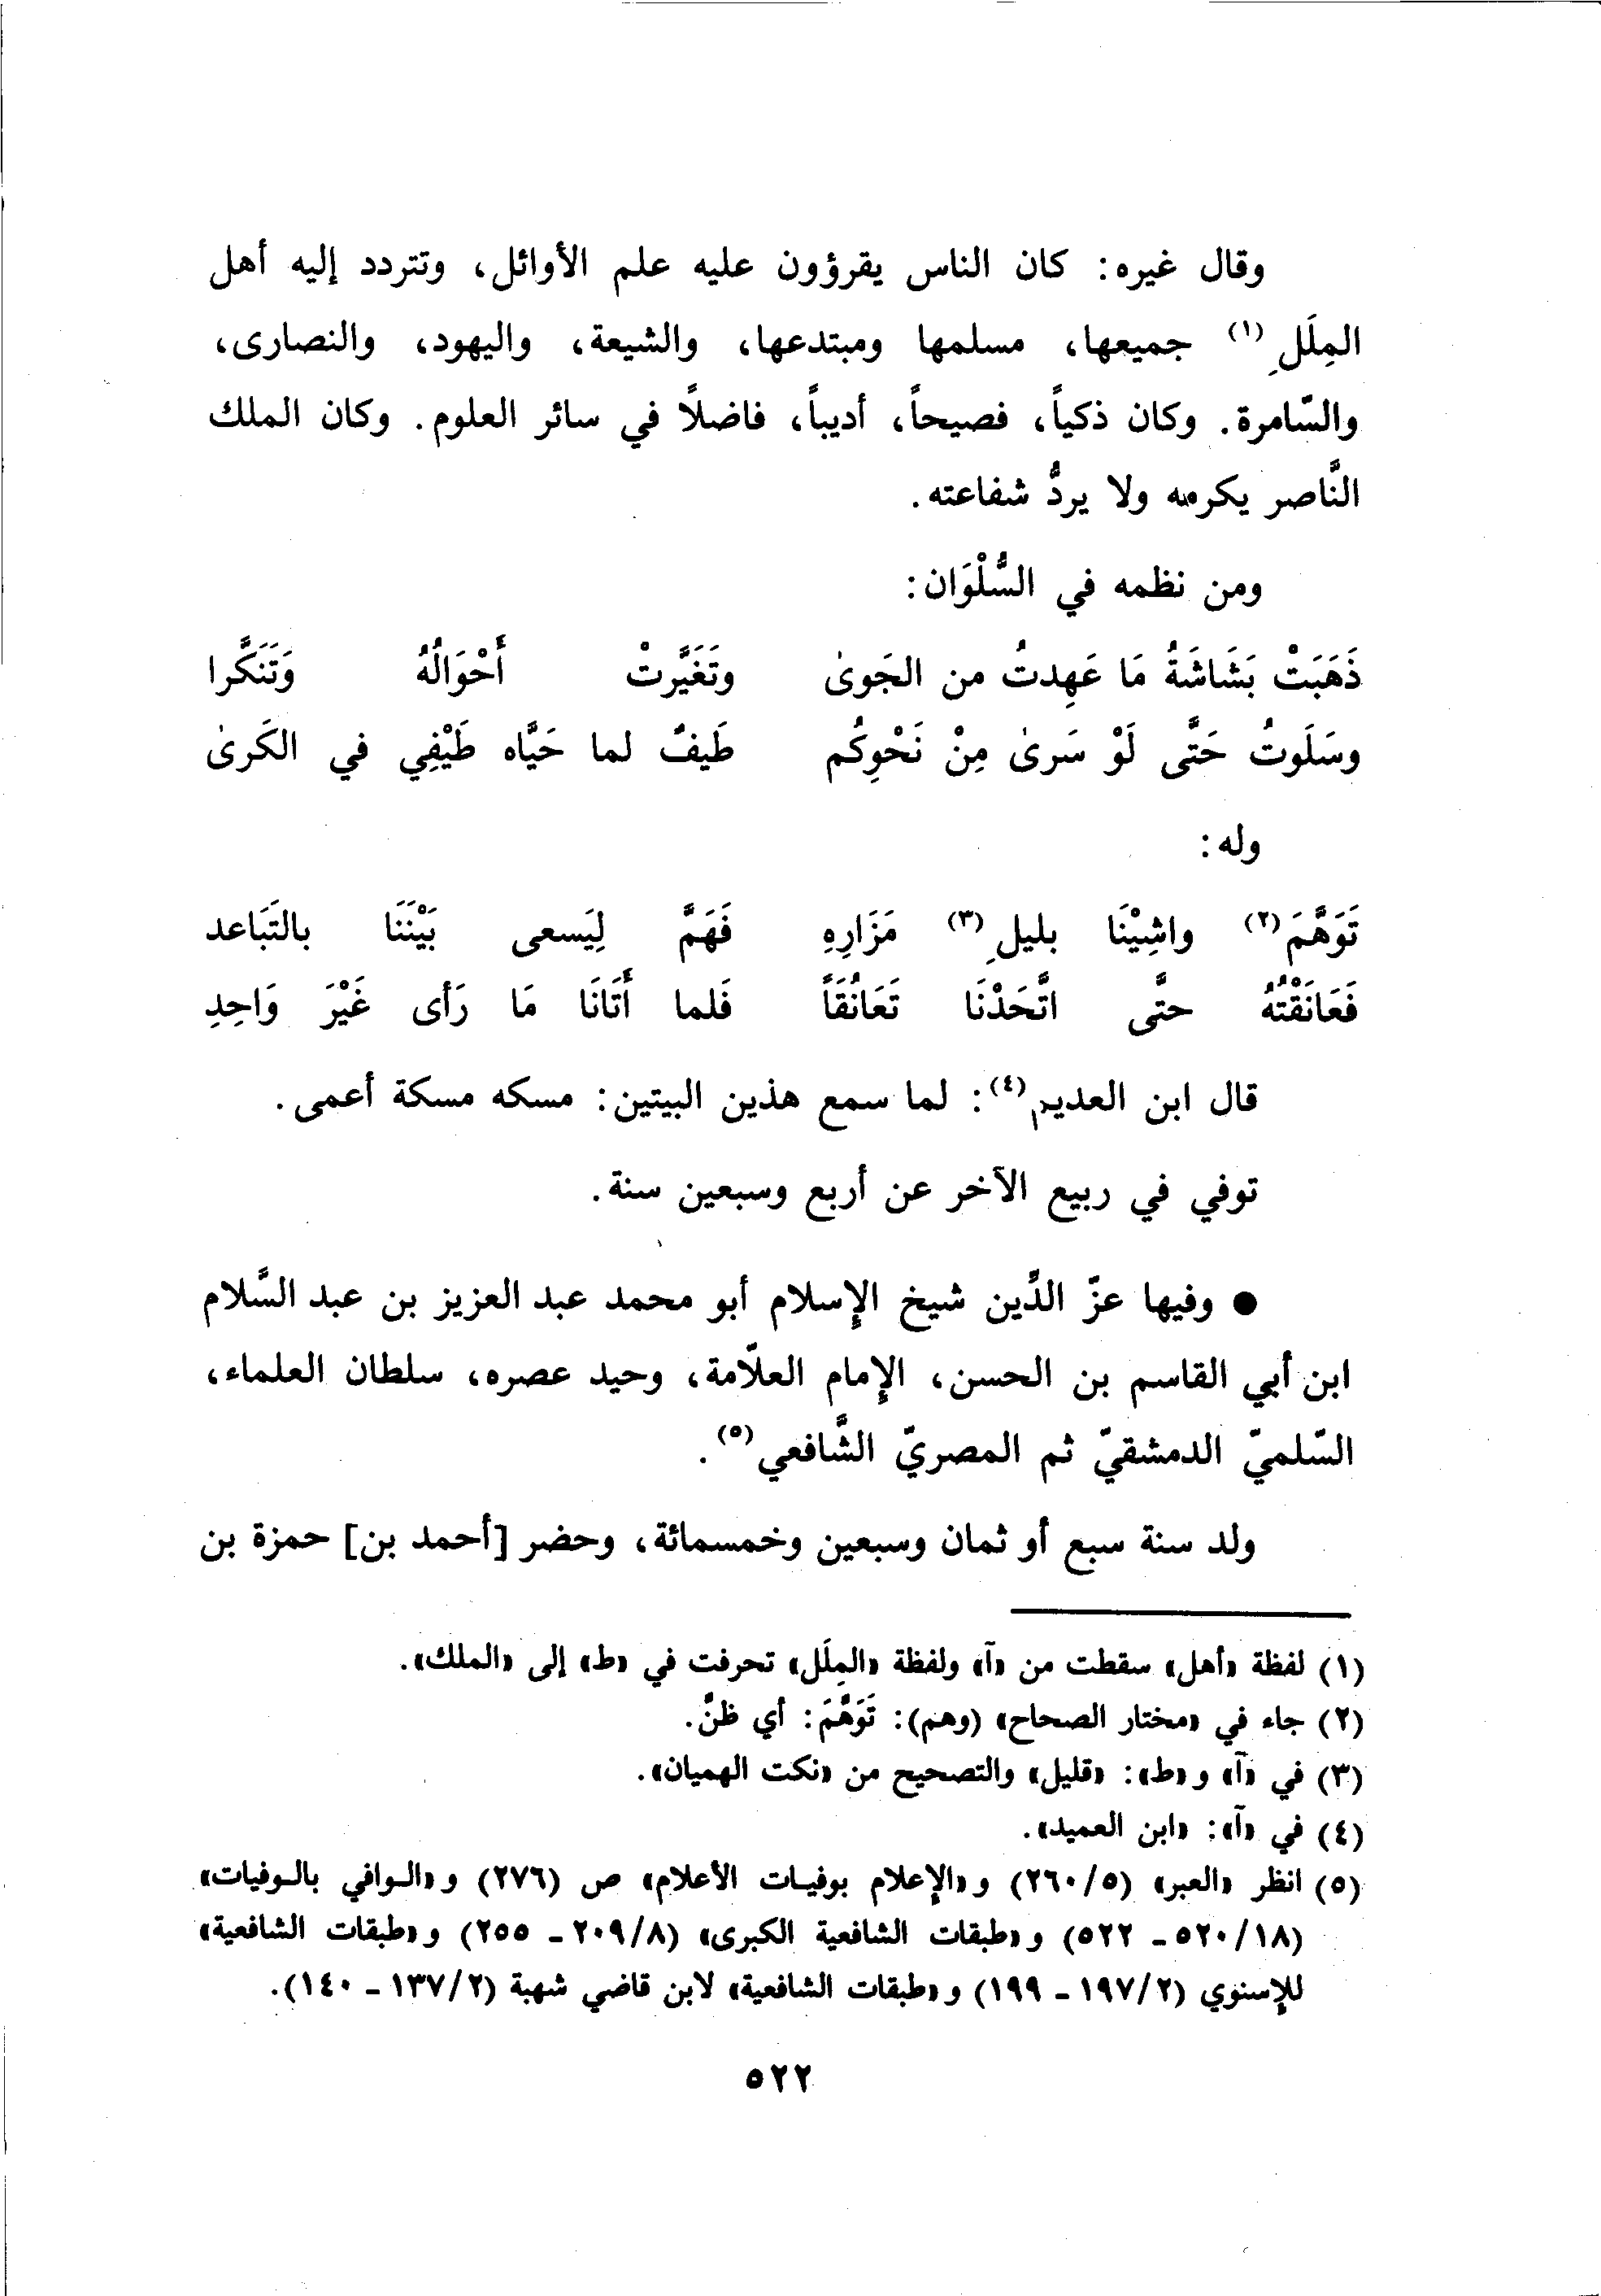 وقال غيره: كان الناس يقرؤون عليه علم الأوائل، وتتردد إليه أهل
المِلَلِ (١) جميعها، مسلمها ومبتدعها، والشيعة، واليهود، والنصارى،
والسّامرة. وكان ذكياً، فصيحاً، أديباً، فاضلاً في سائر العلوم. وكان الملك
النَّاصر يكرمه ولا يردُّ شفاعته.
ومن نظمه في السُّلْوَان:
ذَهَبَتْ بَشَاشَةُ مَا عَهِدتُ من الجَوىٰ وتَغَيَّرتْ أَحْوَالُهُ وَتَنَكَّرا
وسَلَوتُ حَتَّى لَوْ سَرىٰ مِنْ نَحْوِكُم طَيفٌ لما حَيَّاه طَيْفِي في الكَرىٰ
وله:
تَوَهَّمَ (٢) واشِيْنَا بليلِ (٣) مَزَارِهِ فَهَمَّ لِيَسعى بَيْنَنَا بالتَبَاعد
فَعَانَقْتُهُ حتَّى اتَّحَذْنَا تَعَانُقَاً فَلما أَتَانَا مَا رَأى غَيْرَ وَاحِدِ
قال ابن العديم (٤): لما سمع هذين البيتين: مسكه مسكة أعمى.
توفي في ربيع الآخر عن أربع وسبعين سنة.
● وفيها عزّ الدِّين شيخ الإسلام أبو محمد عبد العزيز بن عبد السَّلام
ابن أبي القاسم بن الحسن، الإمام العلّامة، وحيد عصره، سلطان العلماء،
السّلميّ الدمشقيّ ثم المصريّ الشَّافعي (٥).
ولد سنة سبع أو ثمان وسبعين وخمسمائة، وحضر [أحمد بن] حمزة بن
(١) لفظة «أهل» سقطت من «آ» ولفظة «المِلَل» تحرفت في «ط» إلى «الملك».
(٢) جاء في «مختار الصحاح» (وهم): تَوَهَّمَ: أي ظنَّ.
(٣) في «آ» و«ط»: «قليل» والتصحيح من «نكت الهميان».
(٤) في «آ»: «ابن العميد».
(٥) انظر «العبر» (٥/ ٢٦٠) و«الإعلام بوفيات الأعلام» ص (٢٧٦) و«الوافي بالوفيات»
(١٨/ ٥٢٠ - ٥٢٢) و«طبقات الشافعية الكبرى» (٨/ ٢٠٩ - ٢٥٥) و«طبقات الشافعية»
للإسنوي (٢/ ١٩٧ - ١٩٩) و«طبقات الشافعية» لابن قاضي شهبة (٢/ ١٣٧ - ١٤٠).
٥٢٢